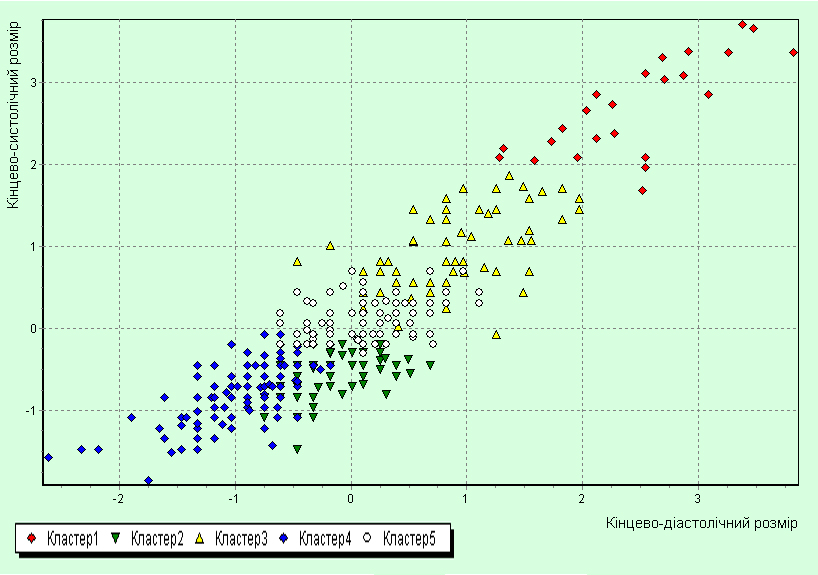 Кінцево-систолічний розмір
3
2
1
0
-1
-2 -1 0 1 2 3
Кінцево-діастолічний розмір
Кластер1 Кластер2 Кластер3 Кластер4 Кластер5